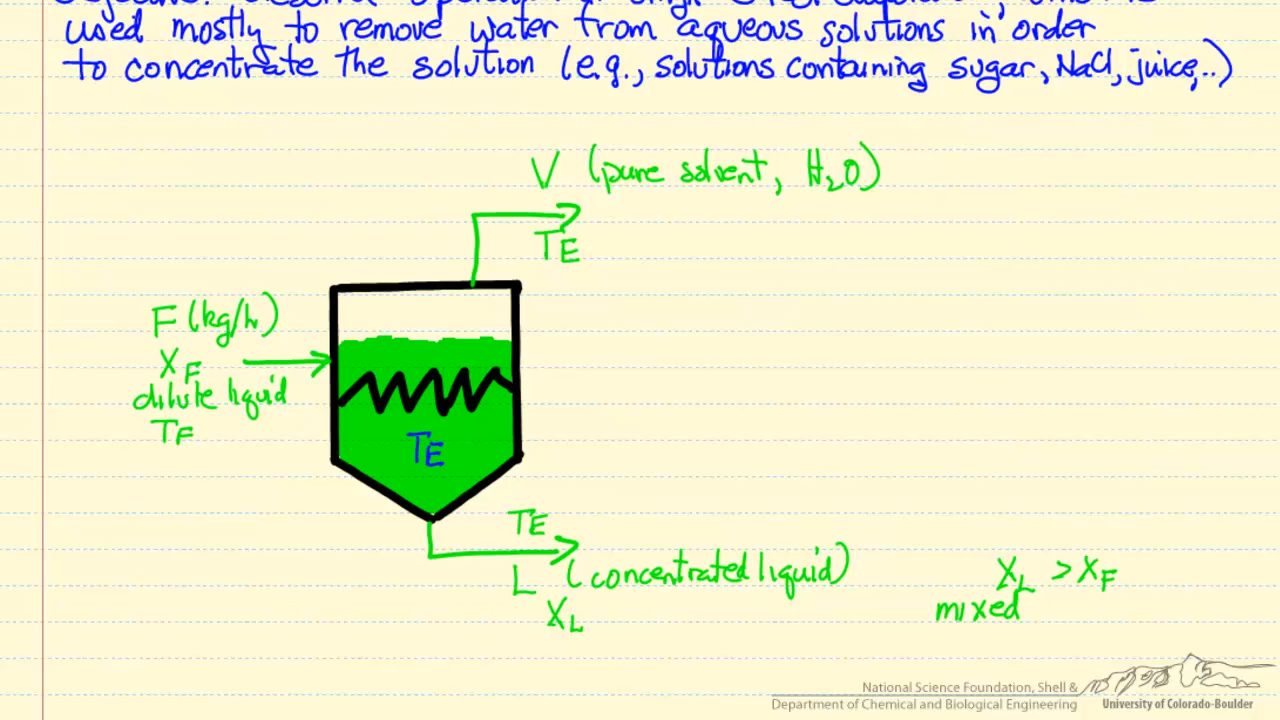 used mostly to remove water from aqueous solutions in order
to concentrate the solution (e.g., solutions containing sugar, NaCl, juice,..)
V (pure solvent, H₂O)
TE
F (kg/h)
XF
dilute liquid
TF
TE
TE
L (concentrated liquid)
XL
XL > XF
mixed
National Science Foundation, Shell &
Department of Chemical and Biological Engineering
University of Colorado-Boulder